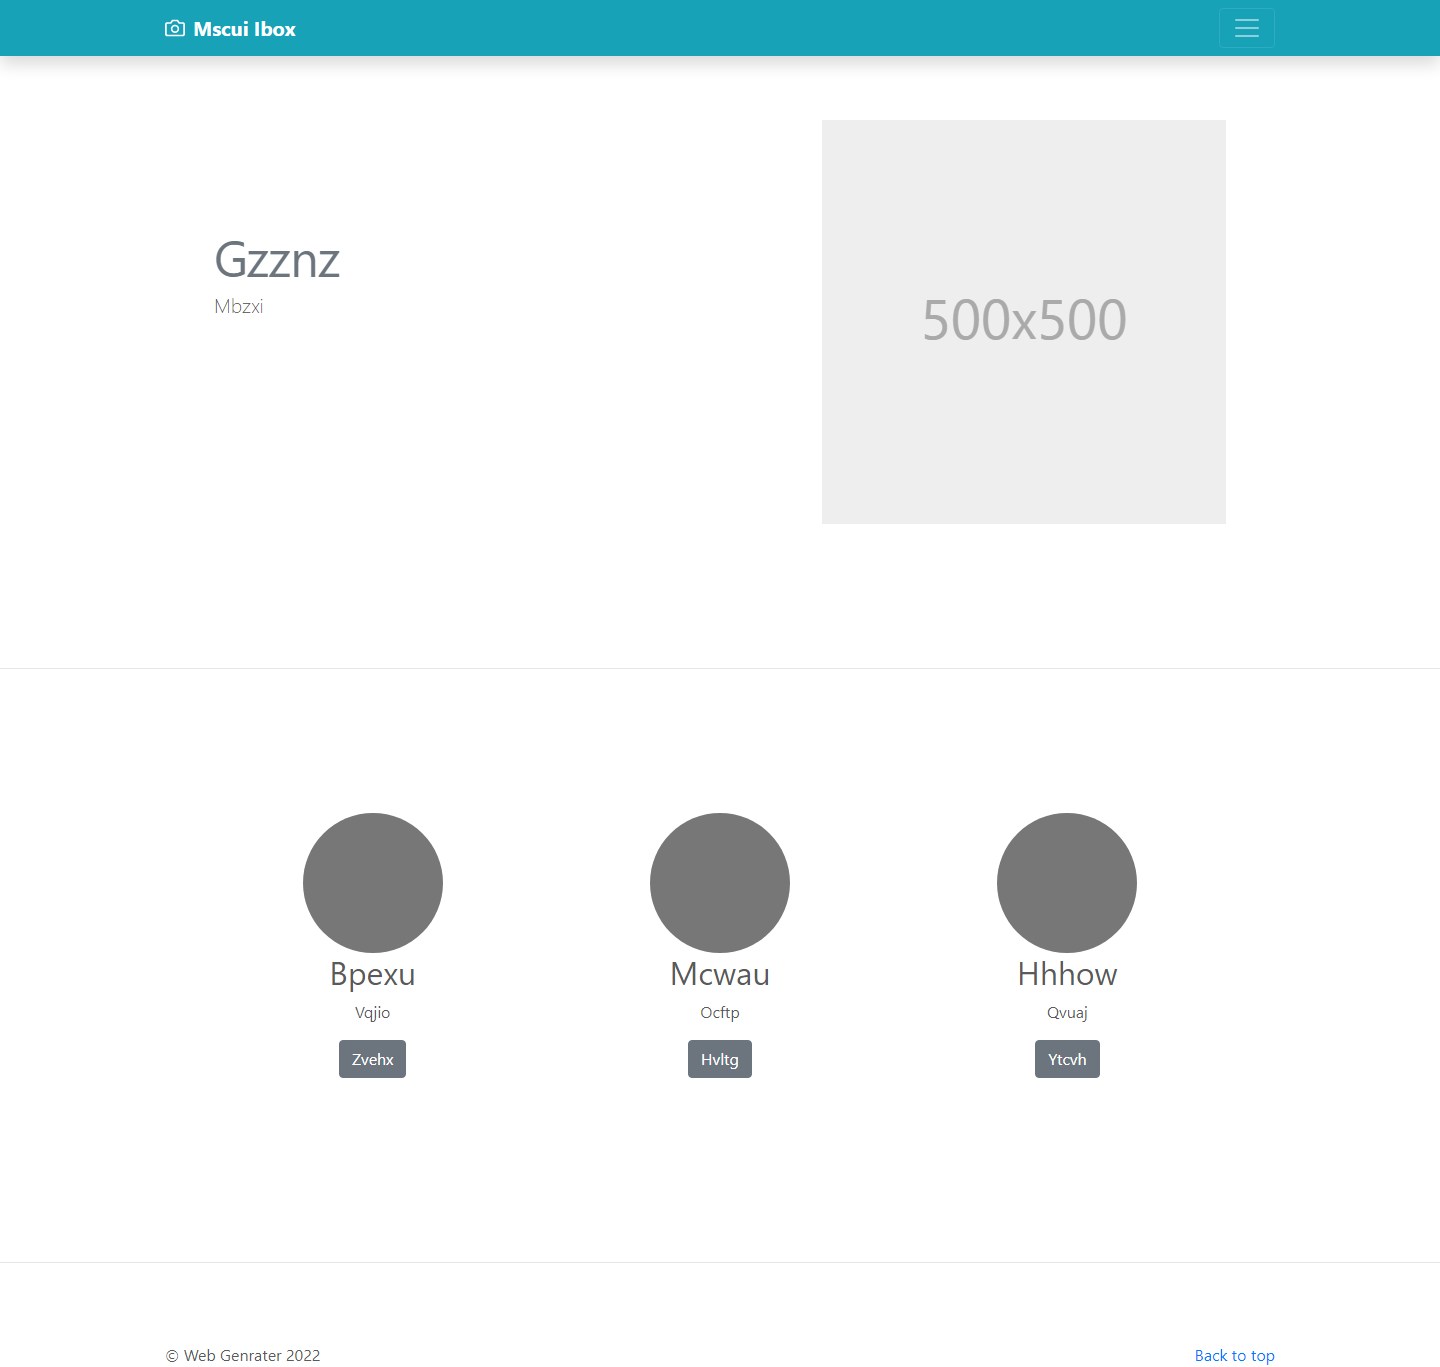 Mscui Ibox
Gzznz
Mbzxi
500x500
Bpexu
Vqjio
Zvehx
Mcwau
Ocftp
Hvltg
Hhhow
Qvuaj
Ytcvh
© Web Genrater 2022
Back to top